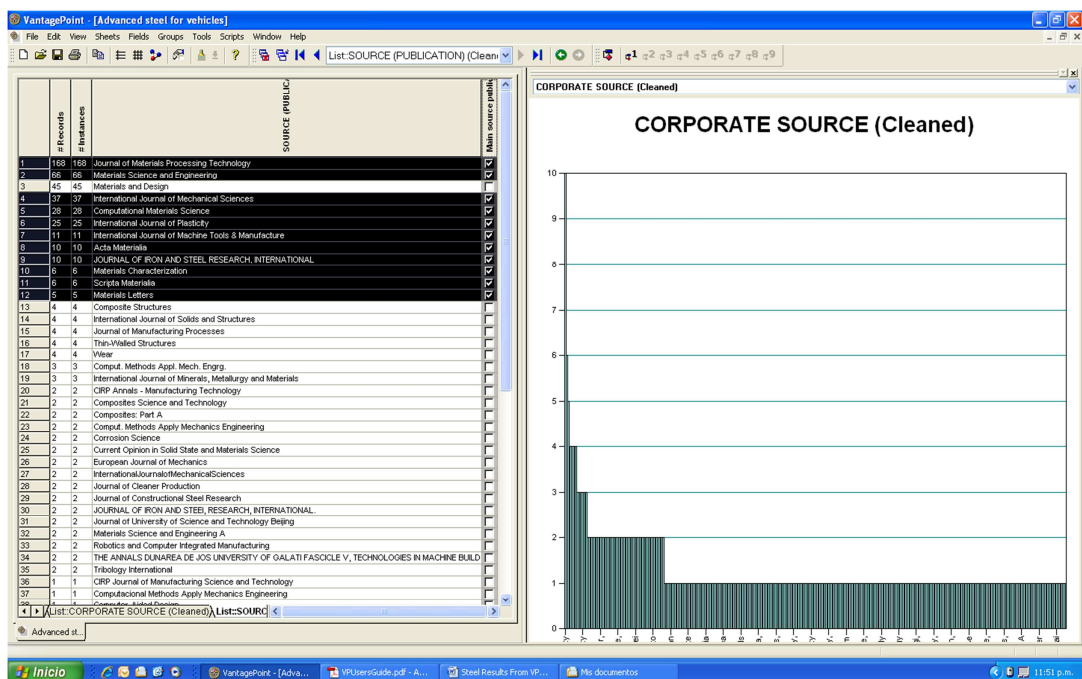 VantagePoint - [Advanced steel for vehicles]
File Edit View Sheets Fields Groups Tools Scripts Window Help
List::SOURCE (PUBLICATION) (Clean
g1 g2 g3 g4 g5 g6 g7 g8 g9
# Records # Instances SOURCE (PUBLICA Main source public
1 168 168 Journal of Materials Processing Technology
2 66 66 Materials Science and Engineering
3 45 45 Materials and Design
4 37 37 International Journal of Mechanical Sciences
5 28 28 Computational Materials Science
6 25 25 International Journal of Plasticity
7 11 11 International Journal of Machine Tools & Manufacture
8 10 10 Acta Materialia
9 10 10 JOURNAL OF IRON AND STEEL RESEARCH, INTERNATIONAL
10 6 6 Materials Characterization
11 6 6 Scripta Materialia
12 5 5 Materials Letters
13 4 4 Composite Structures
14 4 4 International Journal of Solids and Structures
15 4 4 Journal of Manufacturing Processes
16 4 4 Thin-Walled Structures
17 4 4 Wear
18 3 3 Comput. Methods Appl. Mech. Engrg.
19 3 3 International Journal of Minerals, Metallurgy and Materials
20 2 2 CIRP Annals - Manufacturing Technology
21 2 2 Composites Science and Technology
22 2 2 Composites: Part A
23 2 2 Comput. Methods Apply Mechanics Engineering
24 2 2 Corrosion Science
25 2 2 Current Opinion in Solid State and Materials Science
26 2 2 European Journal of Mechanics
27 2 2 InternationalJournalofMechanicalSciences
28 2 2 Journal of Cleaner Production
29 2 2 Journal of Constructional Steel Research
30 2 2 JOURNAL OF IRON AND STEEL, RESEARCH, INTERNATIONAL.
31 2 2 Journal of University of Science and Technology Beijing
32 2 2 Materials Science and Engineering A
33 2 2 Robotics and Computer Integrated Manufacturing
34 2 2 THE ANNALS DUNAREA DE JOS UNIVERSITY OF GALATI FASCICLE V, TECHNOLOGIES IN MACHINE BUILD
35 2 2 Tribology International
36 1 1 CIRP Journal of Manufacturing Science and Technology
37 1 1 Computacional Methods Apply Mechanics Engineering
List::CORPORATE SOURCE (Cleaned) List::SOURC
Advanced st...
CORPORATE SOURCE (Cleaned)
CORPORATE SOURCE (Cleaned)
10
9
8
7
6
5
4
3
2
1
0
Inicio VantagePoint - [Adva... VPUsersGuide.pdf - A... Steel Results From VP... Mis documentos 11:51 p.m.